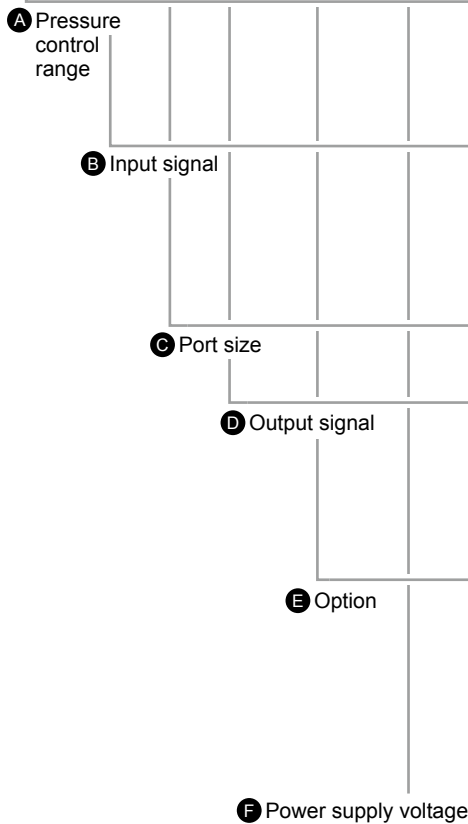 A Pressure
control
range
B Input signal
C Port size
D Output signal
E Option
F Power supply voltage